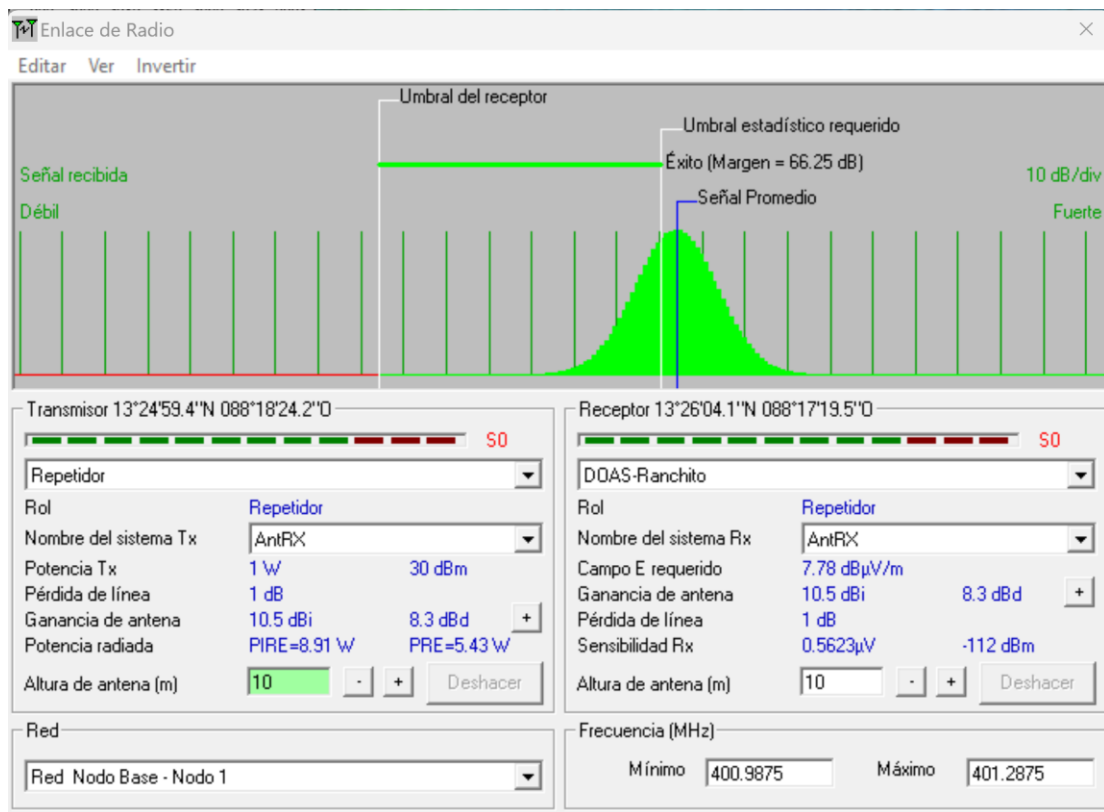 Enlace de Radio
Editar Ver Invertir
Umbral del receptor
Umbral estadístico requerido
Éxito (Margen = 66.25 dB)
Señal recibida
10 dB/div
Señal Promedio
Débil
Fuerte
Transmisor 13°24'59.4''N 088°18'24.2''O
S0
Repetidor
Rol Repetidor
Nombre del sistema Tx AntRX
Potencia Tx 1 W 30 dBm
Pérdida de línea 1 dB
Ganancia de antena 10.5 dBi 8.3 dBd +
Potencia radiada PIRE=8.91 W PRE=5.43 W
Altura de antena (m) 10 - + Deshacer
Receptor 13°26'04.1''N 088°17'19.5''O
S0
DOAS-Ranchito
Rol Repetidor
Nombre del sistema Rx AntRX
Campo E requerido 7.78 dBµV/m
Ganancia de antena 10.5 dBi 8.3 dBd +
Pérdida de línea 1 dB
Sensibilidad Rx 0.5623µV -112 dBm
Altura de antena (m) 10 - + Deshacer
Red
Red Nodo Base - Nodo 1
Frecuencia (MHz)
Mínimo 400.9875 Máximo 401.2875